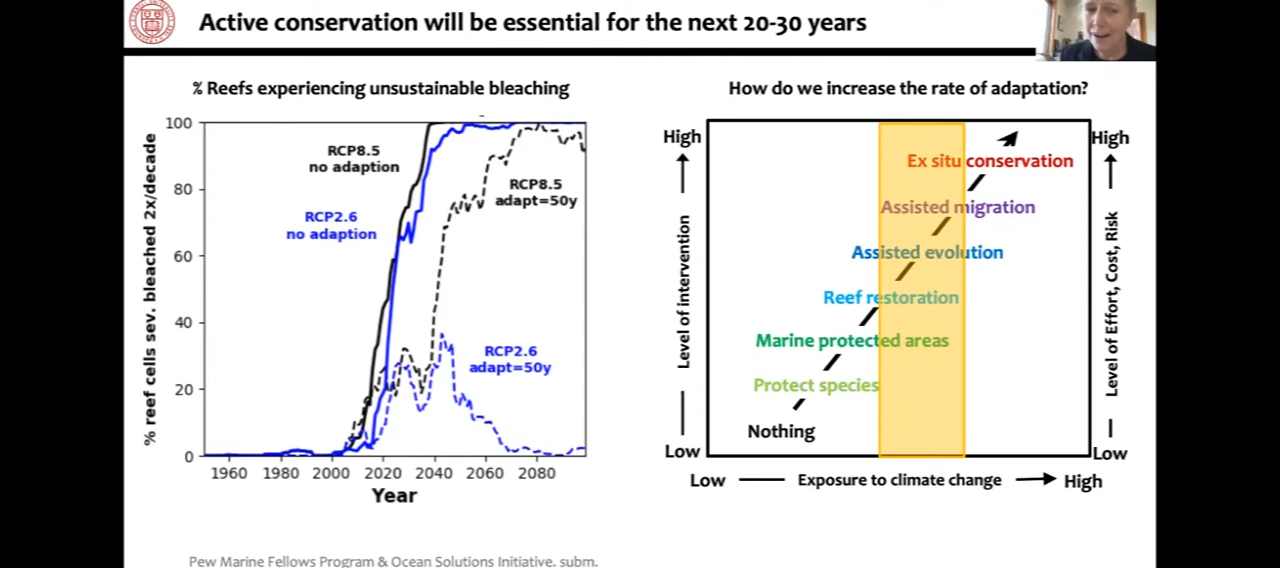 Active conservation will be essential for the next 20-30 years
% Reefs experiencing unsustainable bleaching
% reef cells sev. bleached 2x/decade
100
80
60
40
20
0
RCP8.5
no adaption
RCP2.6
no adaption
RCP8.5
adapt=50y
RCP2.6
adapt=50y
1960
1980
2000
2020
2040
2060
2080
Year
How do we increase the rate of adaptation?
High
Level of intervention
Low
Ex situ conservation
Assisted migration
Assisted evolution
Reef restoration
Marine protected areas
Protect species
Nothing
High
Level of Effort, Cost, Risk
Low
Low
Exposure to climate change
High
Pew Marine Fellows Program & Ocean Solutions Initiative. subm.